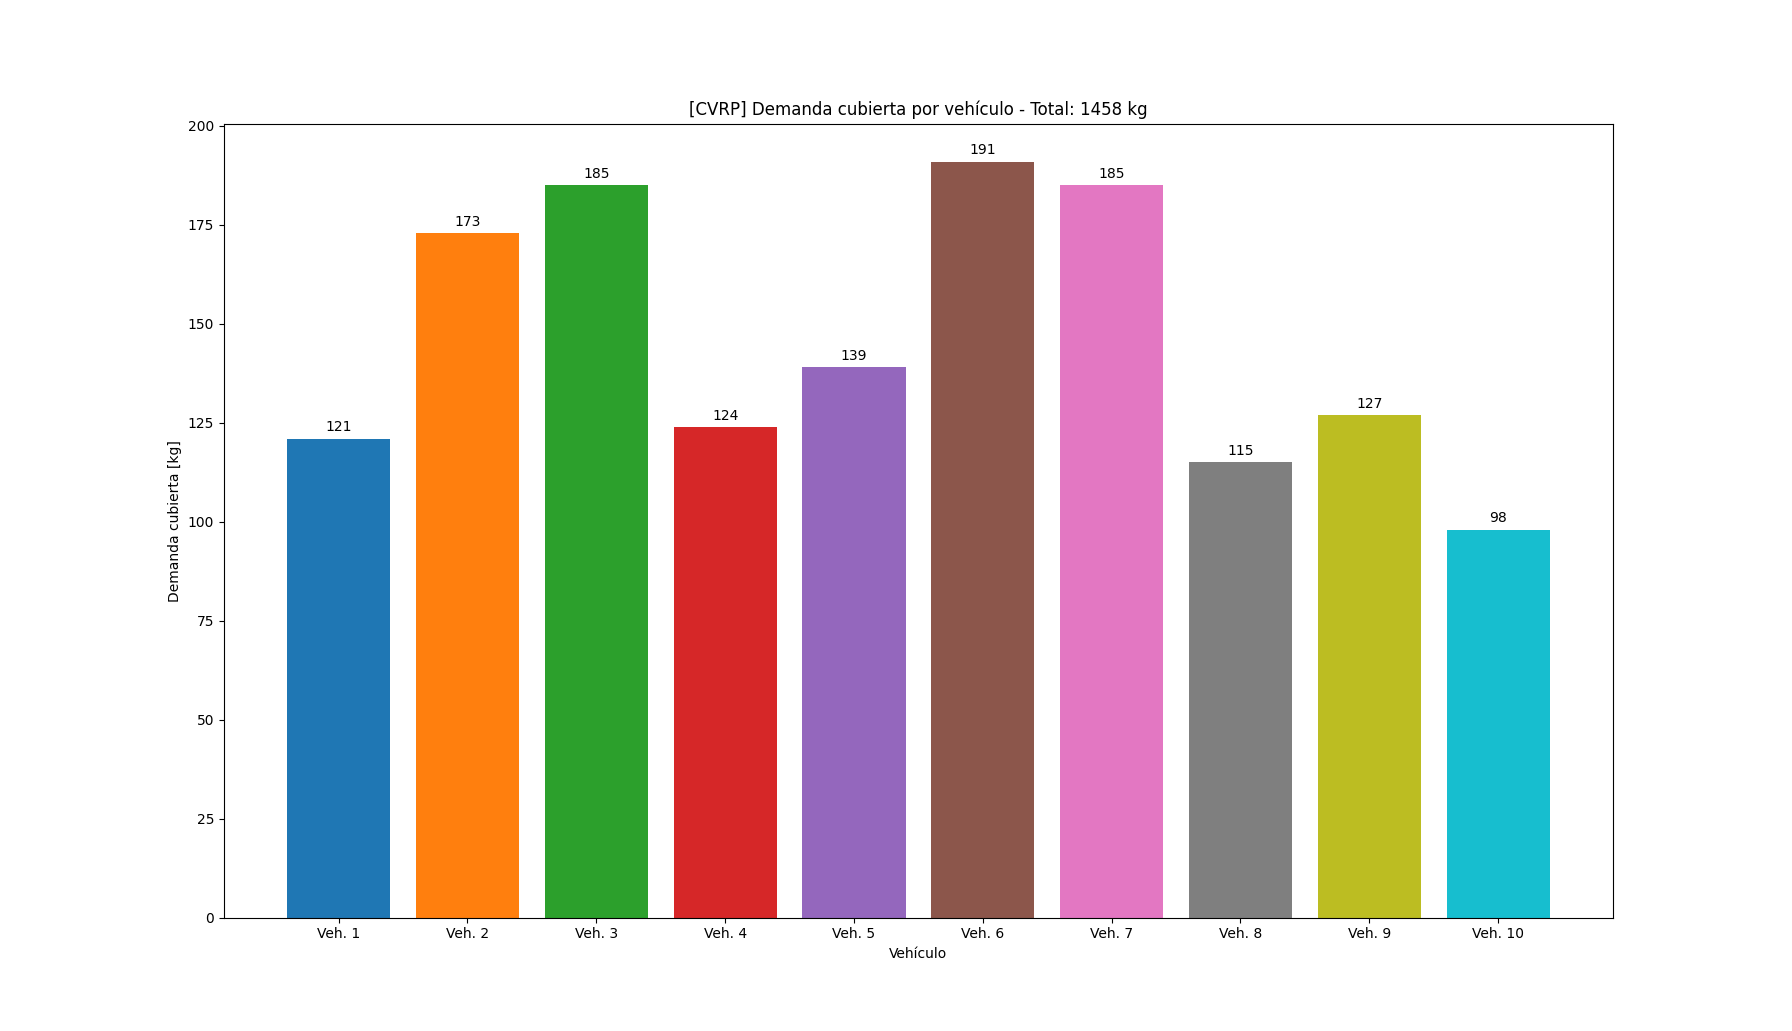 [CVRP] Demanda cubierta por vehículo - Total: 1458 kg
200
175
150
125
100
75
50
25
0
Demanda cubierta [kg]
121
173
185
124
139
191
185
115
127
98
Veh. 1
Veh. 2
Veh. 3
Veh. 4
Veh. 5
Veh. 6
Veh. 7
Veh. 8
Veh. 9
Veh. 10
Vehículo